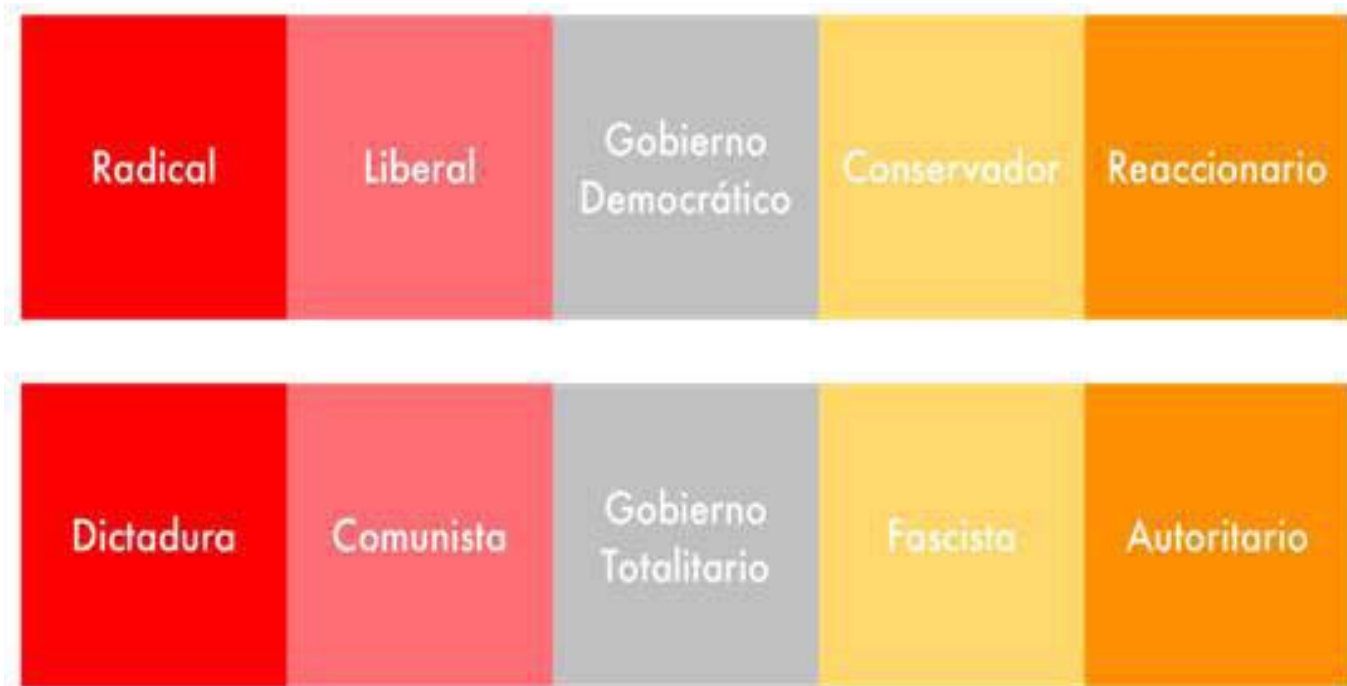 Radical
Liberal
Gobierno
Democrático
Conservador
Reaccionario
Dictadura
Comunista
Gobierno
Totalitario
Fascista
Autoritario